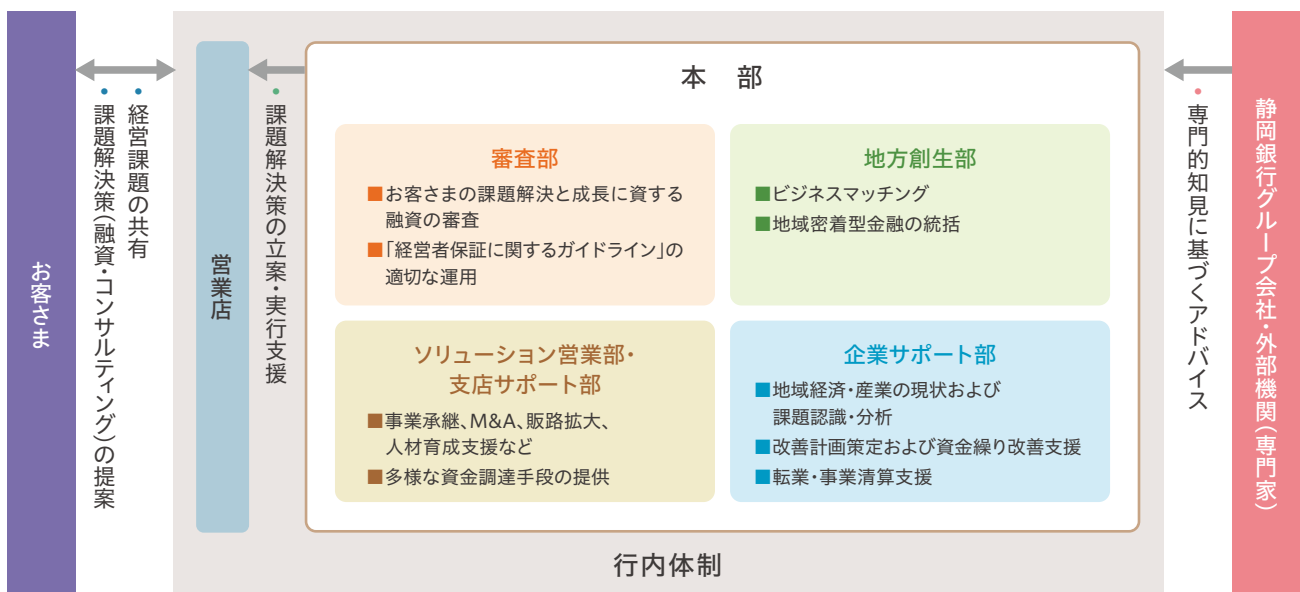 お客さま
・経営課題の共有
・課題解決策(融資・コンサルティング)の提案
営業店
・課題解決策の立案・実行支援
本 部
審査部
■お客さまの課題解決と成長に資する
融資の審査
■「経営者保証に関するガイドライン」の
適切な運用
地方創生部
■ビジネスマッチング
■地域密着型金融の統括
ソリューション営業部・
支店サポート部
■事業承継、M&A、販路拡大、
人材育成支援など
■多様な資金調達手段の提供
企業サポート部
■地域経済・産業の現状および
課題認識・分析
■改善計画策定および資金繰り改善支援
■転業・事業清算支援
行内体制
・専門的知見に基づくアドバイス
静岡銀行グループ会社・外部機関(専門家)